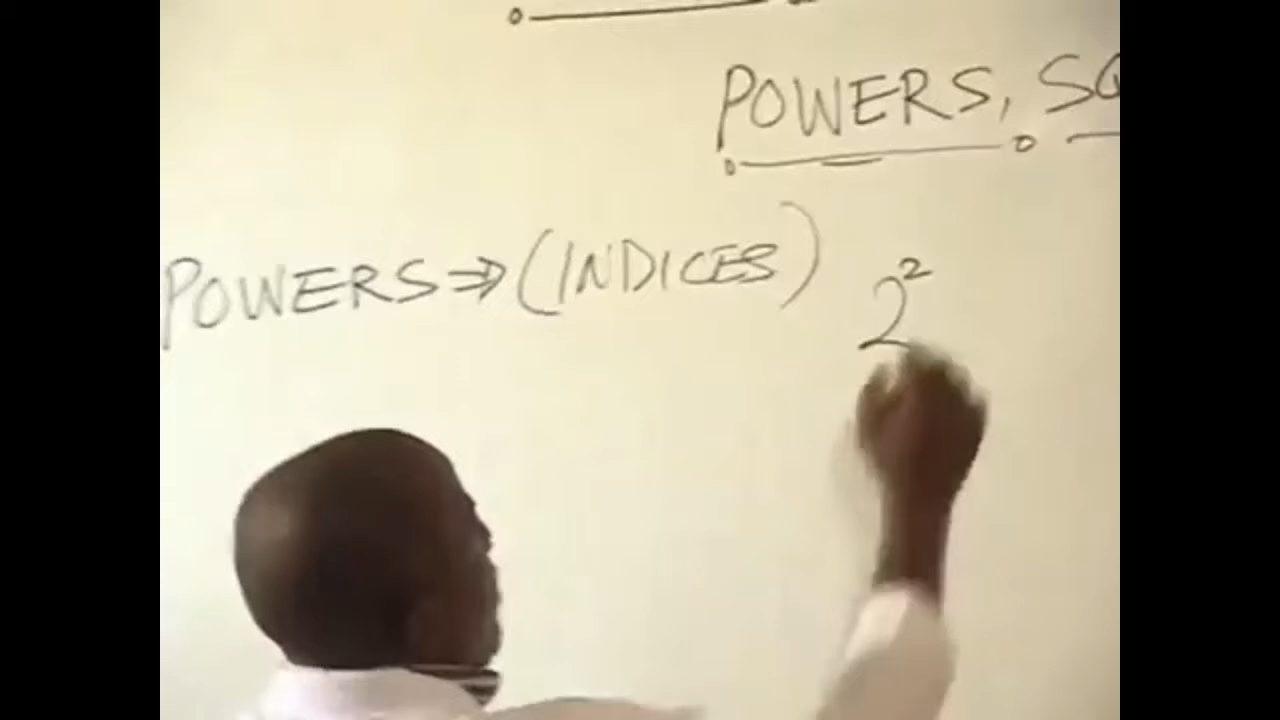 POWERS, SQ
POWERS ⇒ (INDICES) 2²